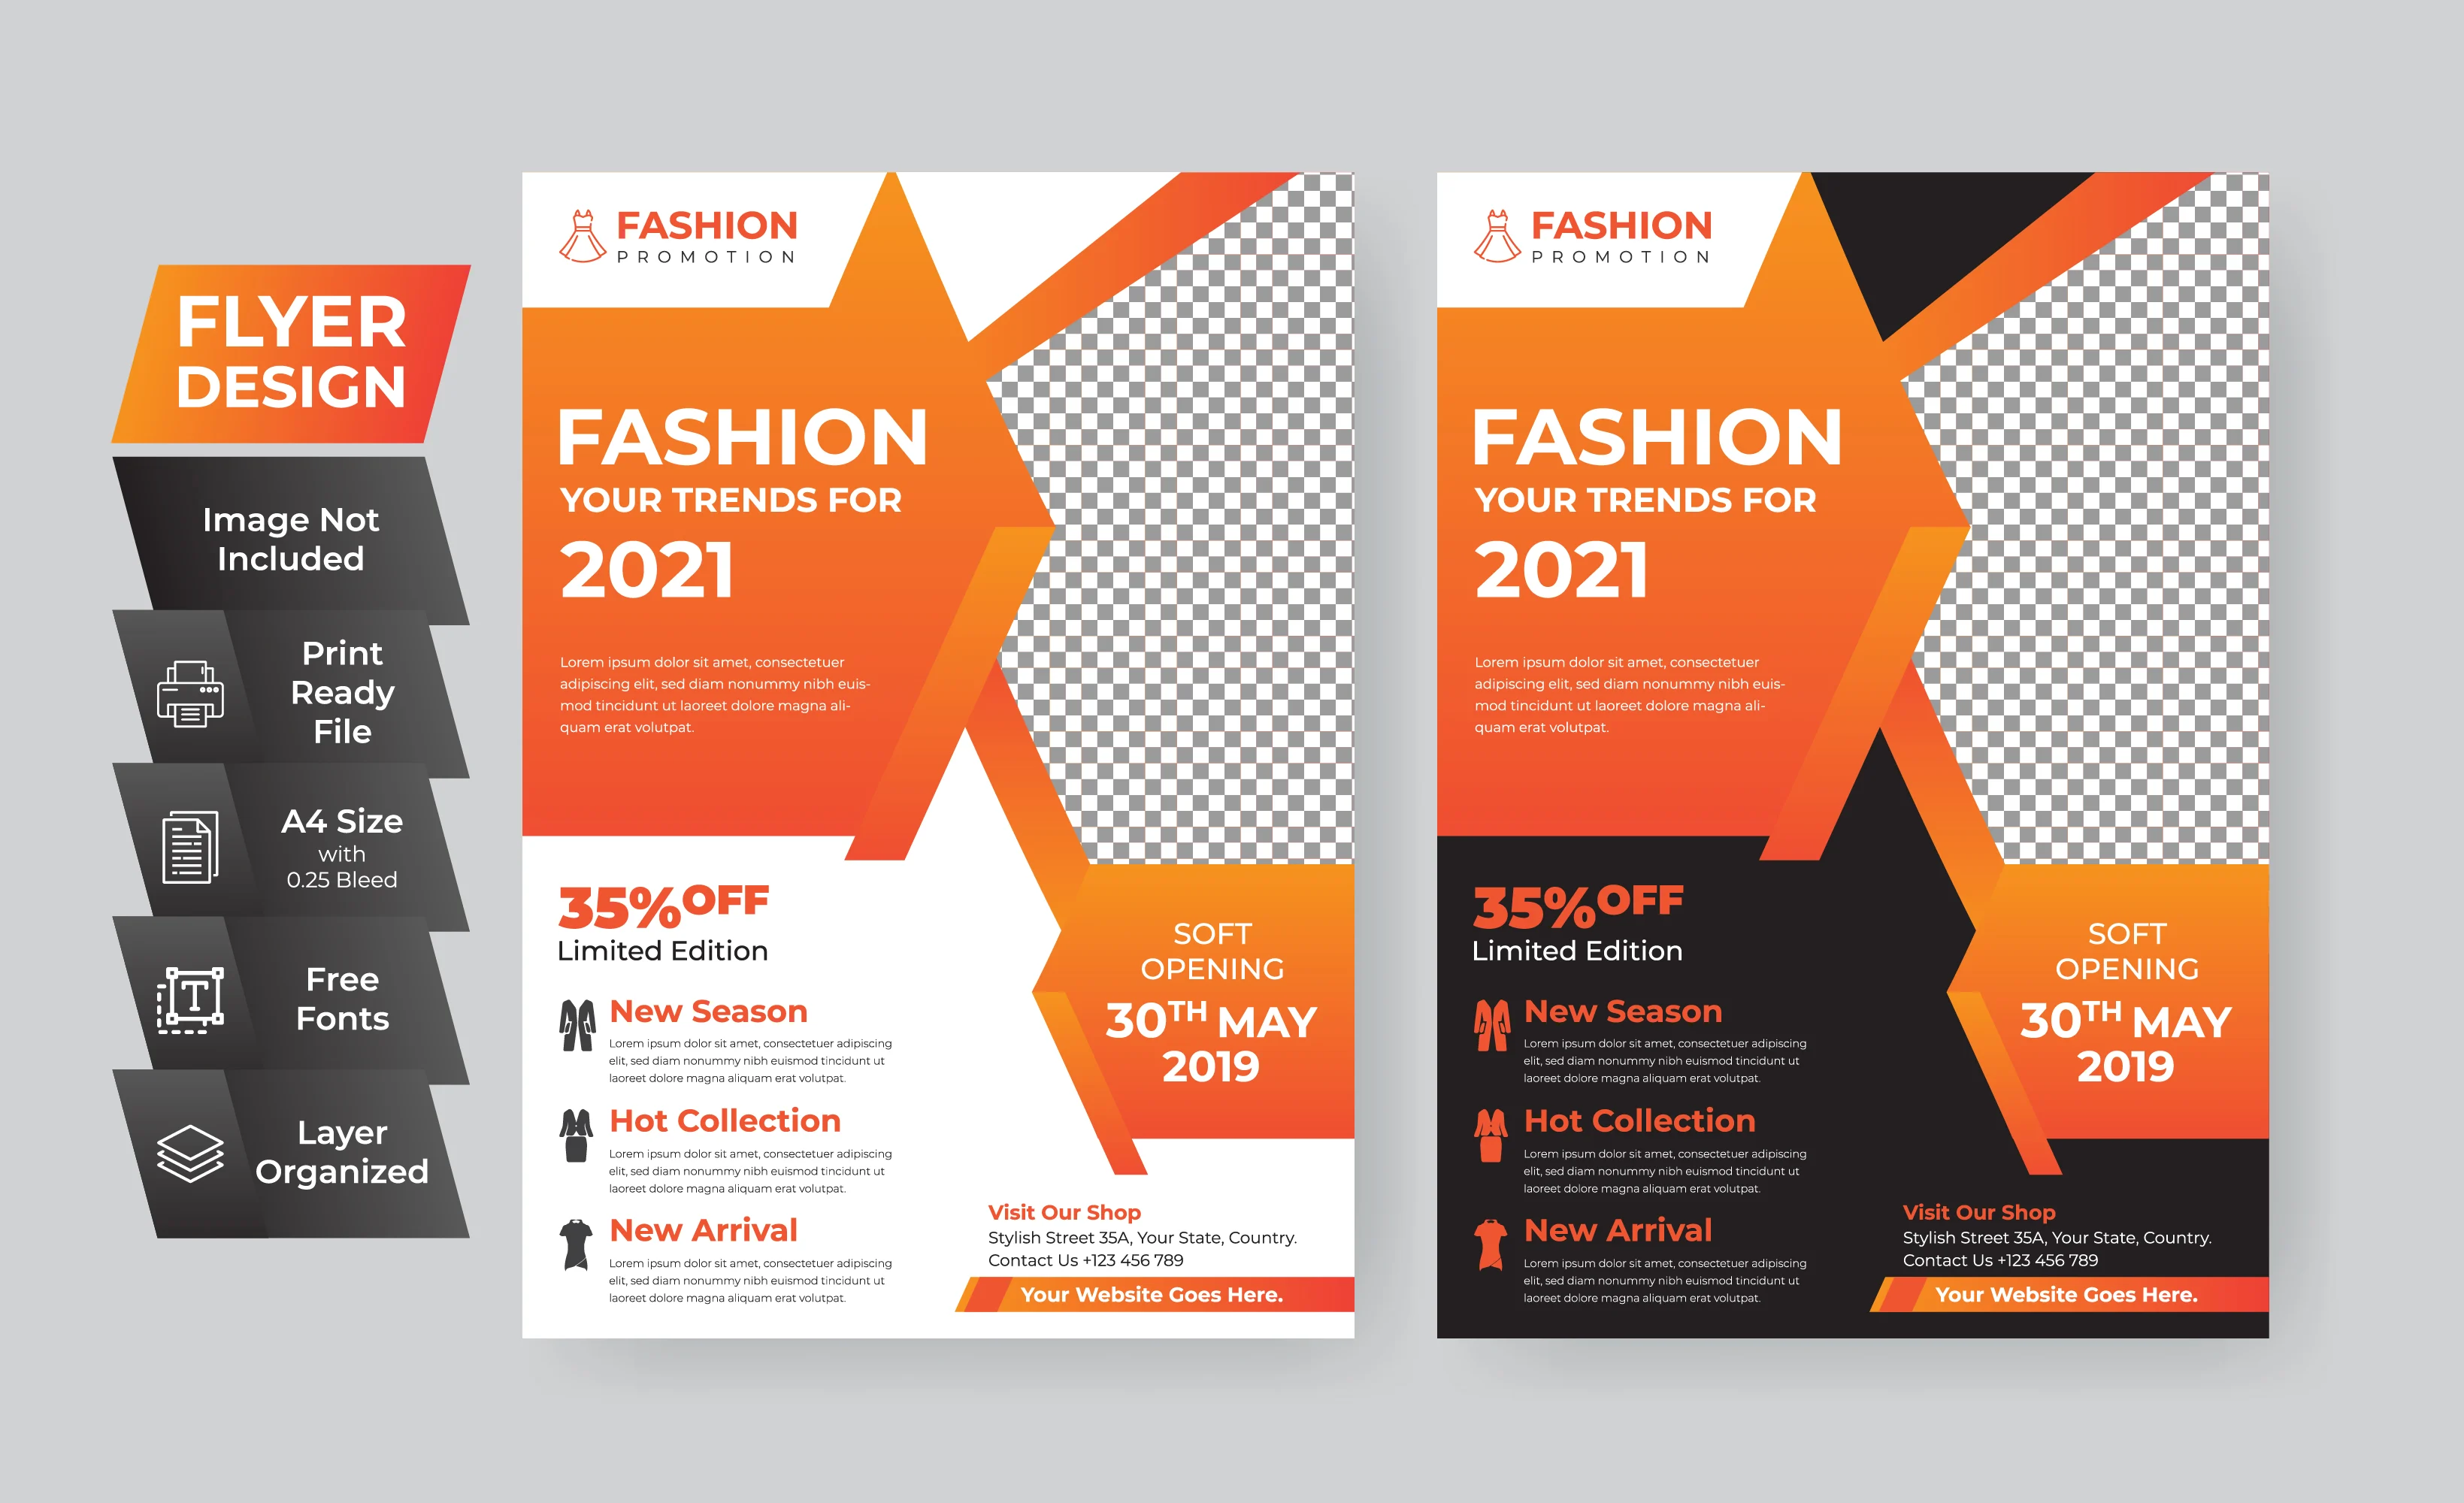 FLYER
DESIGN
Image Not
Included
Print
Ready
File
A4 Size
with
0.25 Bleed
T
Free
Fonts
Layer
Organized
FASHION
PROMOTION
FASHION
YOUR TRENDS FOR
2021
Lorem ipsum dolor sit amet, consectetuer
adipiscing elit, sed diam nonummy nibh euis-
mod tincidunt ut laoreet dolore magna ali-
quam erat volutpat.
35% OFF
Limited Edition
New Season
Lorem ipsum dolor sit amet, consectetuer adipiscing
elit, sed diam nonummy nibh euismod tincidunt ut
laoreet dolore magna aliquam erat volutpat.
Hot Collection
Lorem ipsum dolor sit amet, consectetuer adipiscing
elit, sed diam nonummy nibh euismod tincidunt ut
laoreet dolore magna aliquam erat volutpat.
New Arrival
Lorem ipsum dolor sit amet, consectetuer adipiscing
elit, sed diam nonummy nibh euismod tincidunt ut
laoreet dolore magna aliquam erat volutpat.
SOFT
OPENING
30TH MAY
2019
Visit Our Shop
Stylish Street 35A, Your State, Country.
Contact Us +123 456 789
Your Website Goes Here.
FASHION
PROMOTION
FASHION
YOUR TRENDS FOR
2021
Lorem ipsum dolor sit amet, consectetuer
adipiscing elit, sed diam nonummy nibh euis-
mod tincidunt ut laoreet dolore magna ali-
quam erat volutpat.
35% OFF
Limited Edition
New Season
Lorem ipsum dolor sit amet, consectetuer adipiscing
elit, sed diam nonummy nibh euismod tincidunt ut
laoreet dolore magna aliquam erat volutpat.
Hot Collection
Lorem ipsum dolor sit amet, consectetuer adipiscing
elit, sed diam nonummy nibh euismod tincidunt ut
laoreet dolore magna aliquam erat volutpat.
New Arrival
Lorem ipsum dolor sit amet, consectetuer adipiscing
elit, sed diam nonummy nibh euismod tincidunt ut
laoreet dolore magna aliquam erat volutpat.
SOFT
OPENING
30TH MAY
2019
Visit Our Shop
Stylish Street 35A, Your State, Country.
Contact Us +123 456 789
Your Website Goes Here.